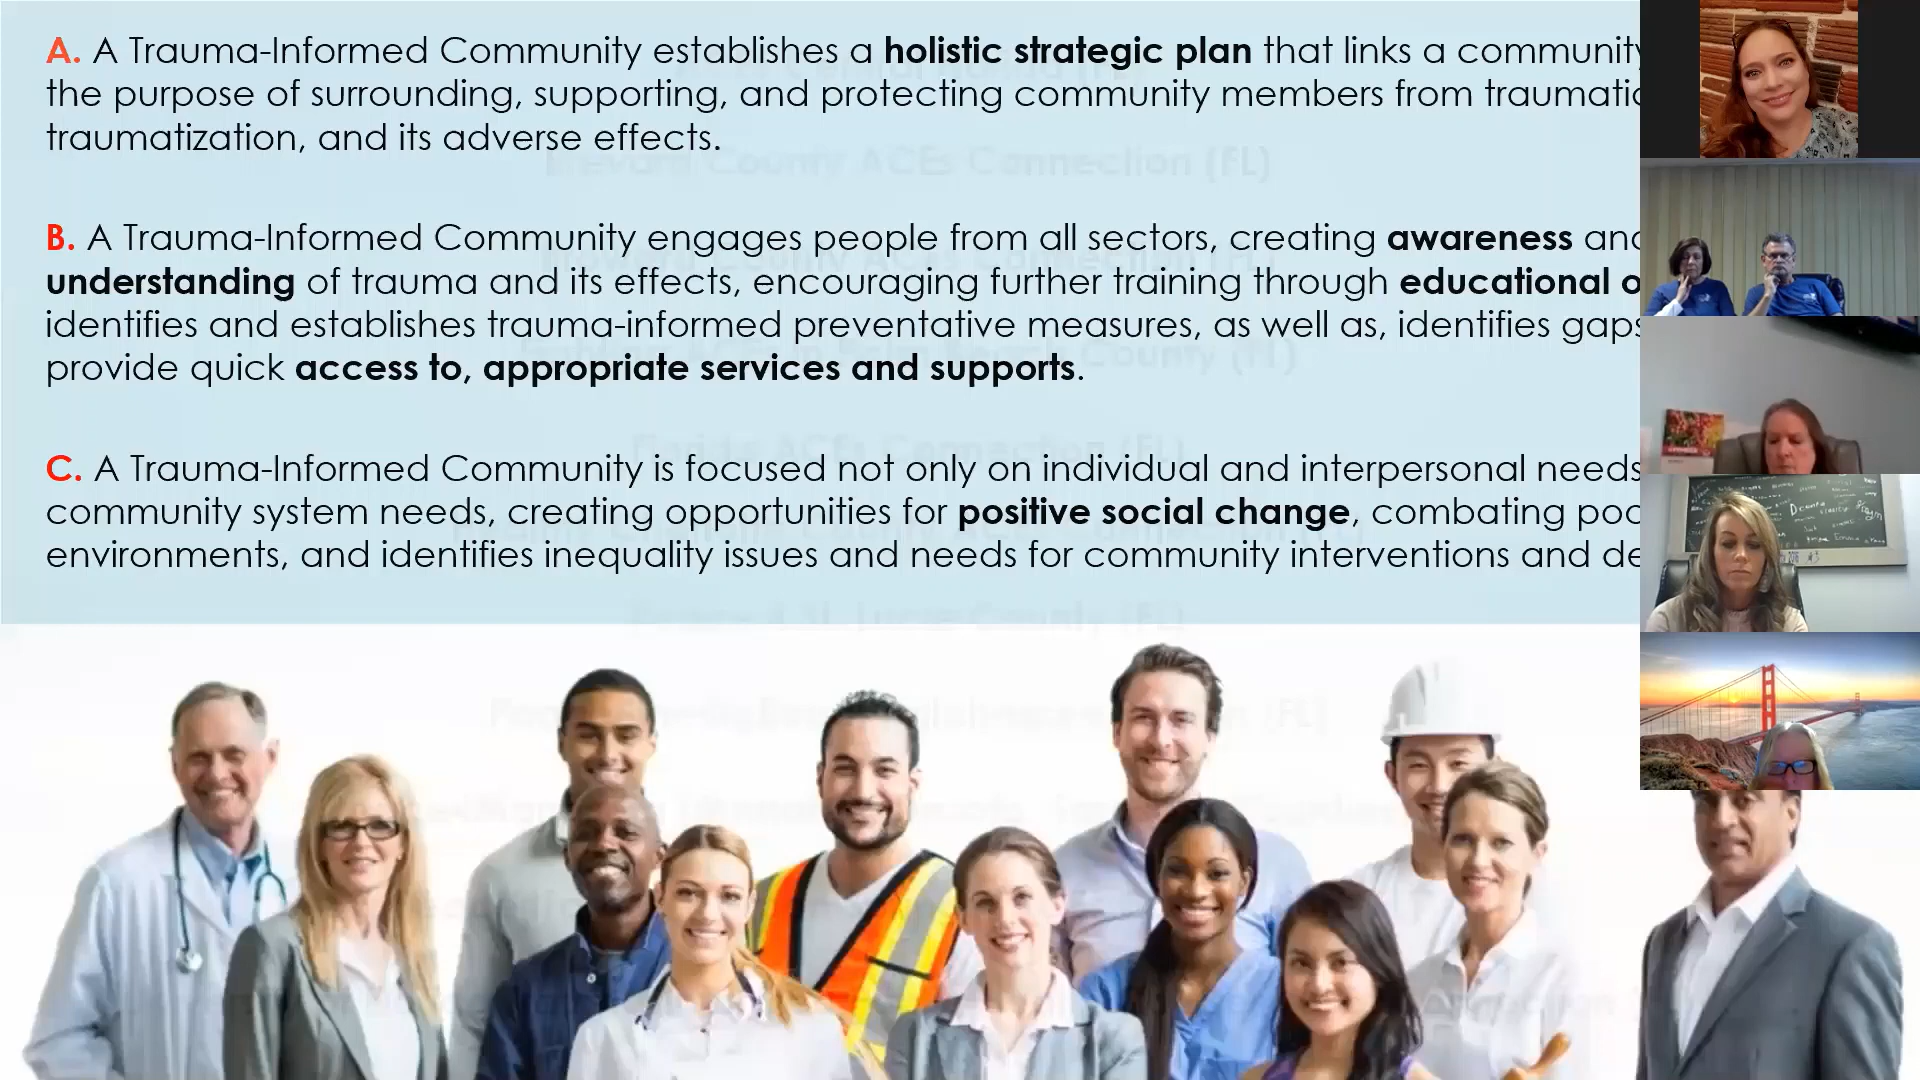 A. A Trauma-Informed Community establishes a holistic strategic plan that links a community
the purpose of surrounding, supporting, and protecting community members from traumatic
traumatization, and its adverse effects.
B. A Trauma-Informed Community engages people from all sectors, creating awareness and
understanding of trauma and its effects, encouraging further training through educational
identifies and establishes trauma-informed preventative measures, as well as, identifies gaps
provide quick access to, appropriate services and supports.
C. A Trauma-Informed Community is focused not only on individual and interpersonal needs
community system needs, creating opportunities for positive social change, combating
environments, and identifies inequality issues and needs for community interventions and